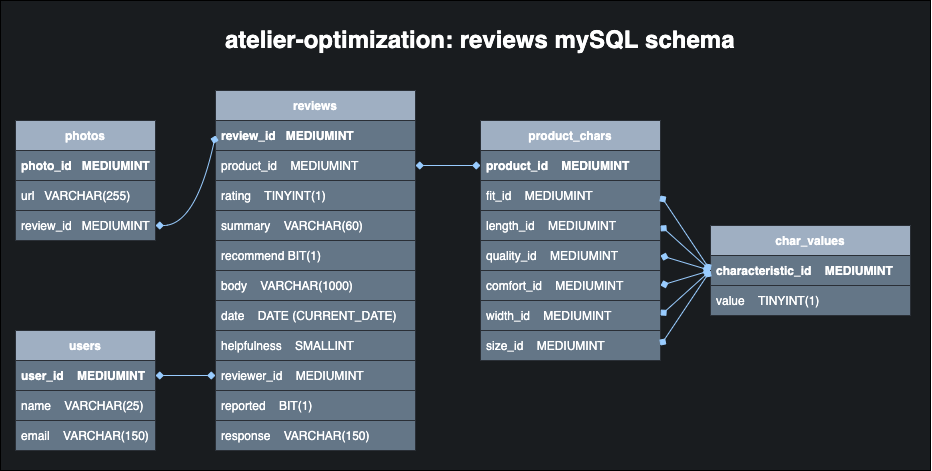 atelier-optimization: reviews mySQL schema
photos
photo_id MEDIUMINT
url VARCHAR(255)
review_id MEDIUMINT
users
user_id MEDIUMINT
name VARCHAR(25)
email VARCHAR(150)
reviews
review_id MEDIUMINT
product_id MEDIUMINT
rating TINYINT(1)
summary VARCHAR(60)
recommend BIT(1)
body VARCHAR(1000)
date DATE (CURRENT_DATE)
helpfulness SMALLINT
reviewer_id MEDIUMINT
reported BIT(1)
response VARCHAR(150)
product_chars
product_id MEDIUMINT
fit_id MEDIUMINT
length_id MEDIUMINT
quality_id MEDIUMINT
comfort_id MEDIUMINT
width_id MEDIUMINT
size_id MEDIUMINT
char_values
characteristic_id MEDIUMINT
value TINYINT(1)